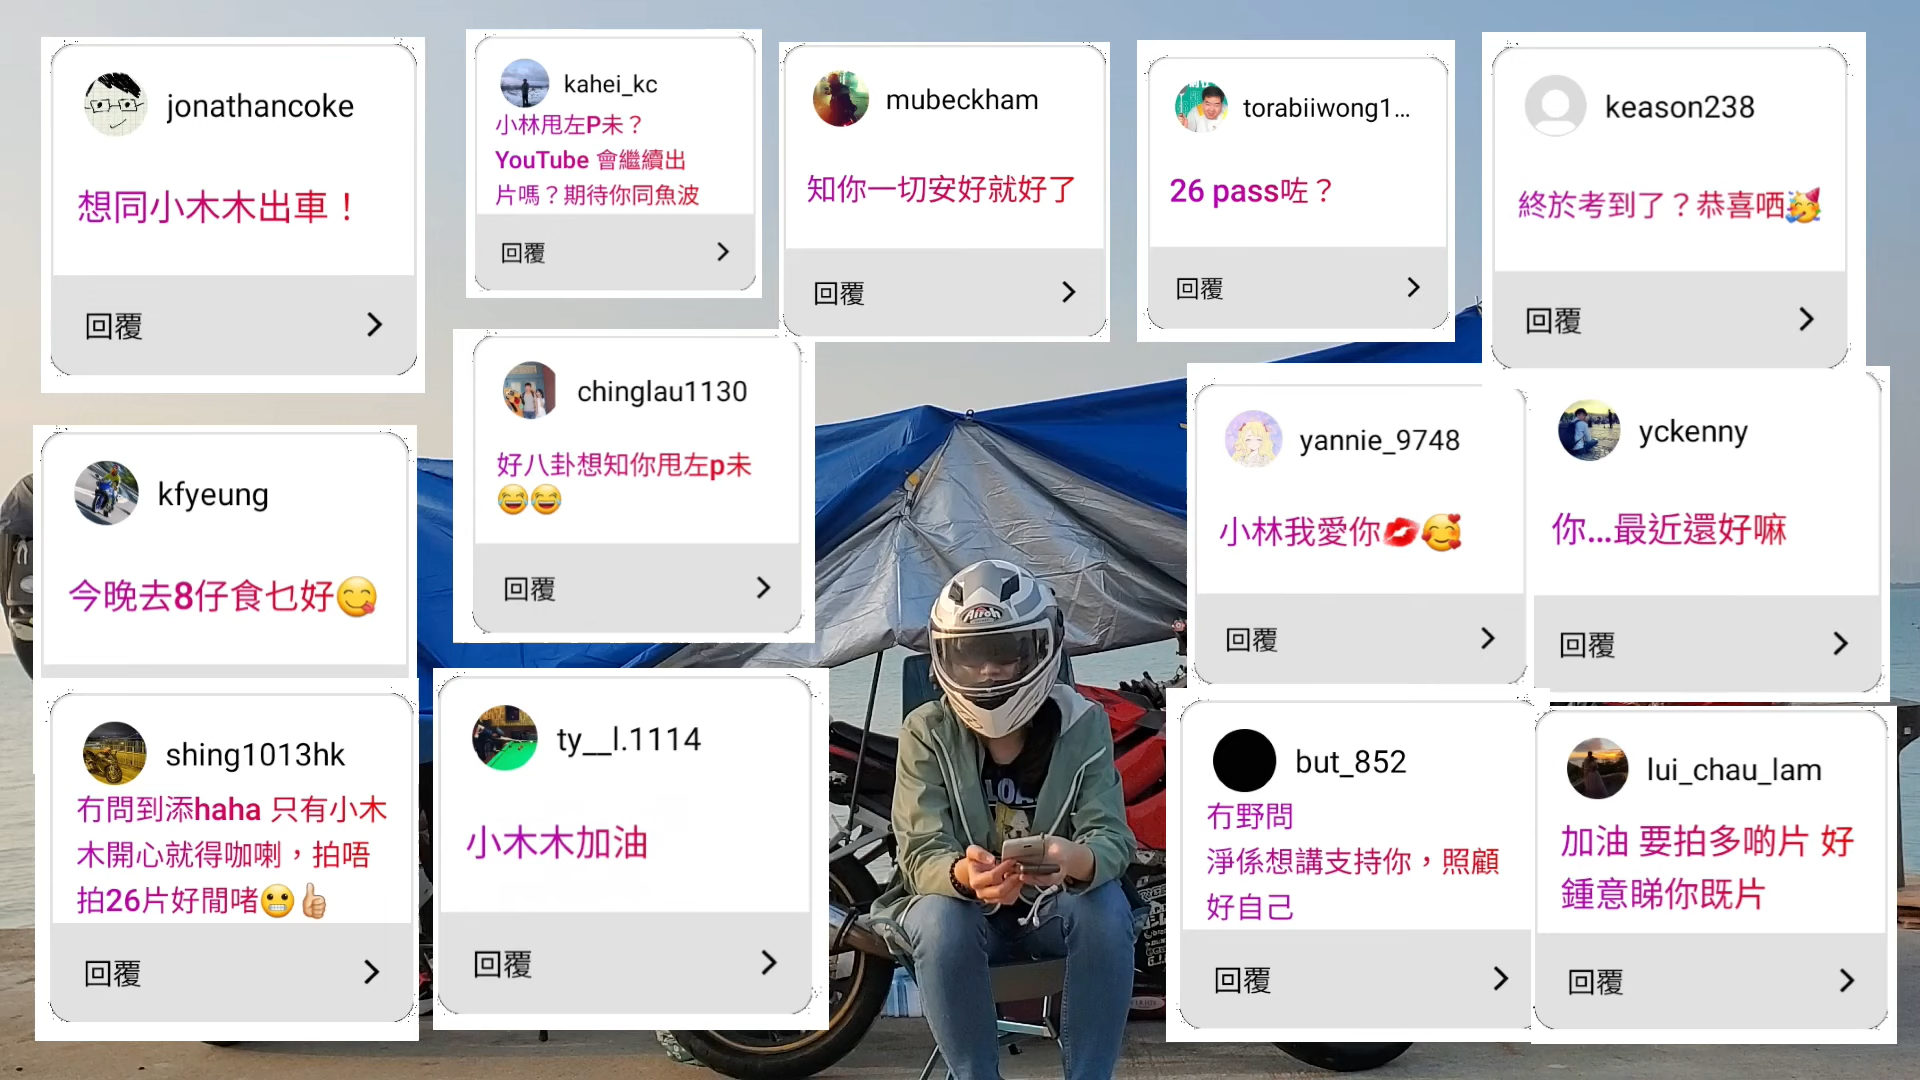 jonathancoke
想同小木木出車！
回覆
kahei_kc
小林甩左P未？
YouTube 會繼續出
片嗎？期待你同魚波
回覆
mubeckham
知你一切安好就好了
回覆
torabiiwong1...
26 pass咗？
回覆
keason238
終於考到了？恭喜哂🥳
回覆
chinglau1130
好八卦想知你甩左p未
😂😂
回覆
yannie_9748
小林我愛你💋🥰
回覆
yckenny
你...最近還好嘛
回覆
kfyeung
今晚去8仔食乜好😋
shing1013hk
冇問到添haha 只有小木
木開心就得咖喇，拍唔
拍26片好閒啫😬👍🏼
回覆
ty__l.1114
小木木加油
回覆
but_852
冇野問
淨係想講支持你，照顧
好自己
回覆
lui_chau_lam
加油 要拍多啲片 好
鍾意睇你既片
回覆
Airoh